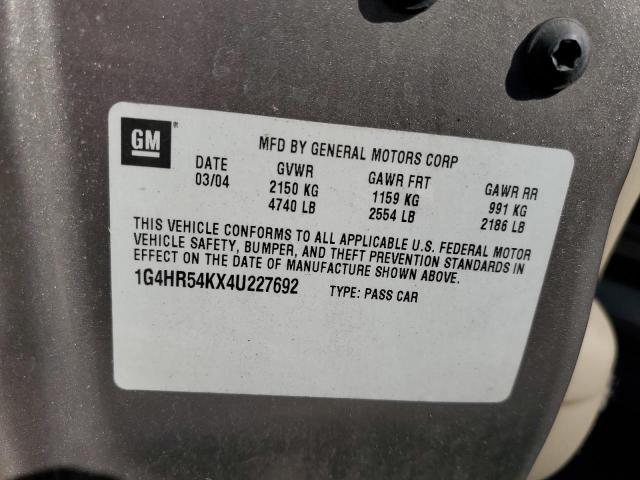 GM®
MFD BY GENERAL MOTORS CORP
DATE GVWR GAWR FRT GAWR RR
03/04 2150 KG 1159 KG 991 KG
4740 LB 2554 LB 2186 LB
THIS VEHICLE CONFORMS TO ALL APPLICABLE U.S. FEDERAL MOTOR
VEHICLE SAFETY, BUMPER, AND THEFT PREVENTION STANDARDS IN
EFFECT ON THE DATE OF MANUFACTURE SHOWN ABOVE.
1G4HR54KX4U227692 TYPE: PASS CAR